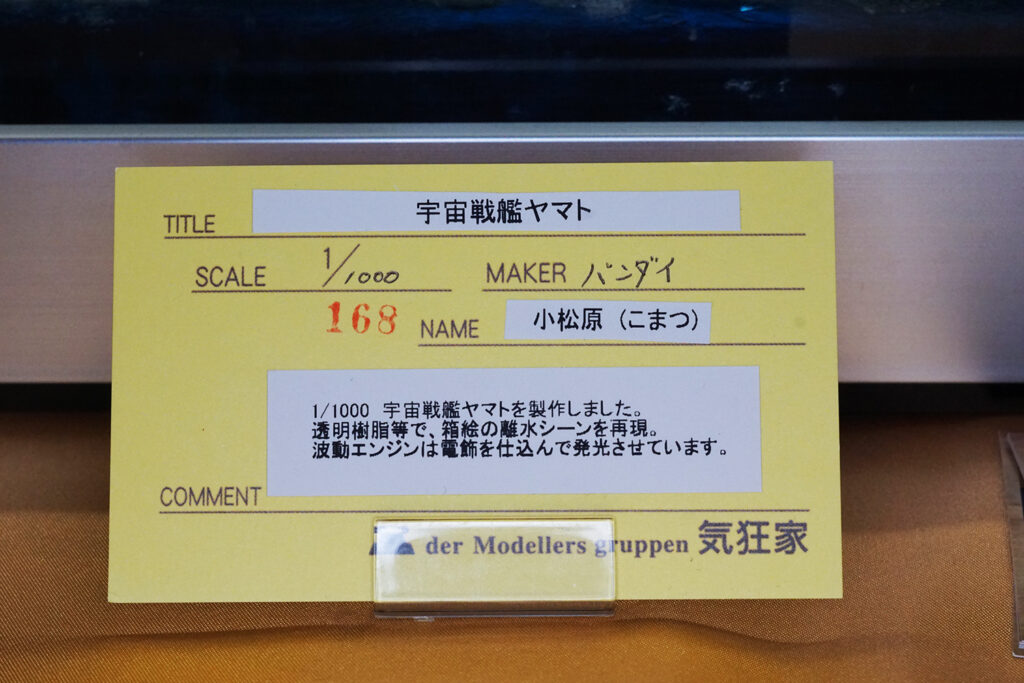 TITLE 宇宙戦艦ヤマト
SCALE 1/1000 MAKER バンダイ
168 NAME 小松原（こまつ）
1/1000 宇宙戦艦ヤマトを製作しました。
透明樹脂等で、箱絵の離水シーンを再現。
波動エンジンは電飾を仕込んで発光させています。
COMMENT
der Modellers gruppen 気狂家